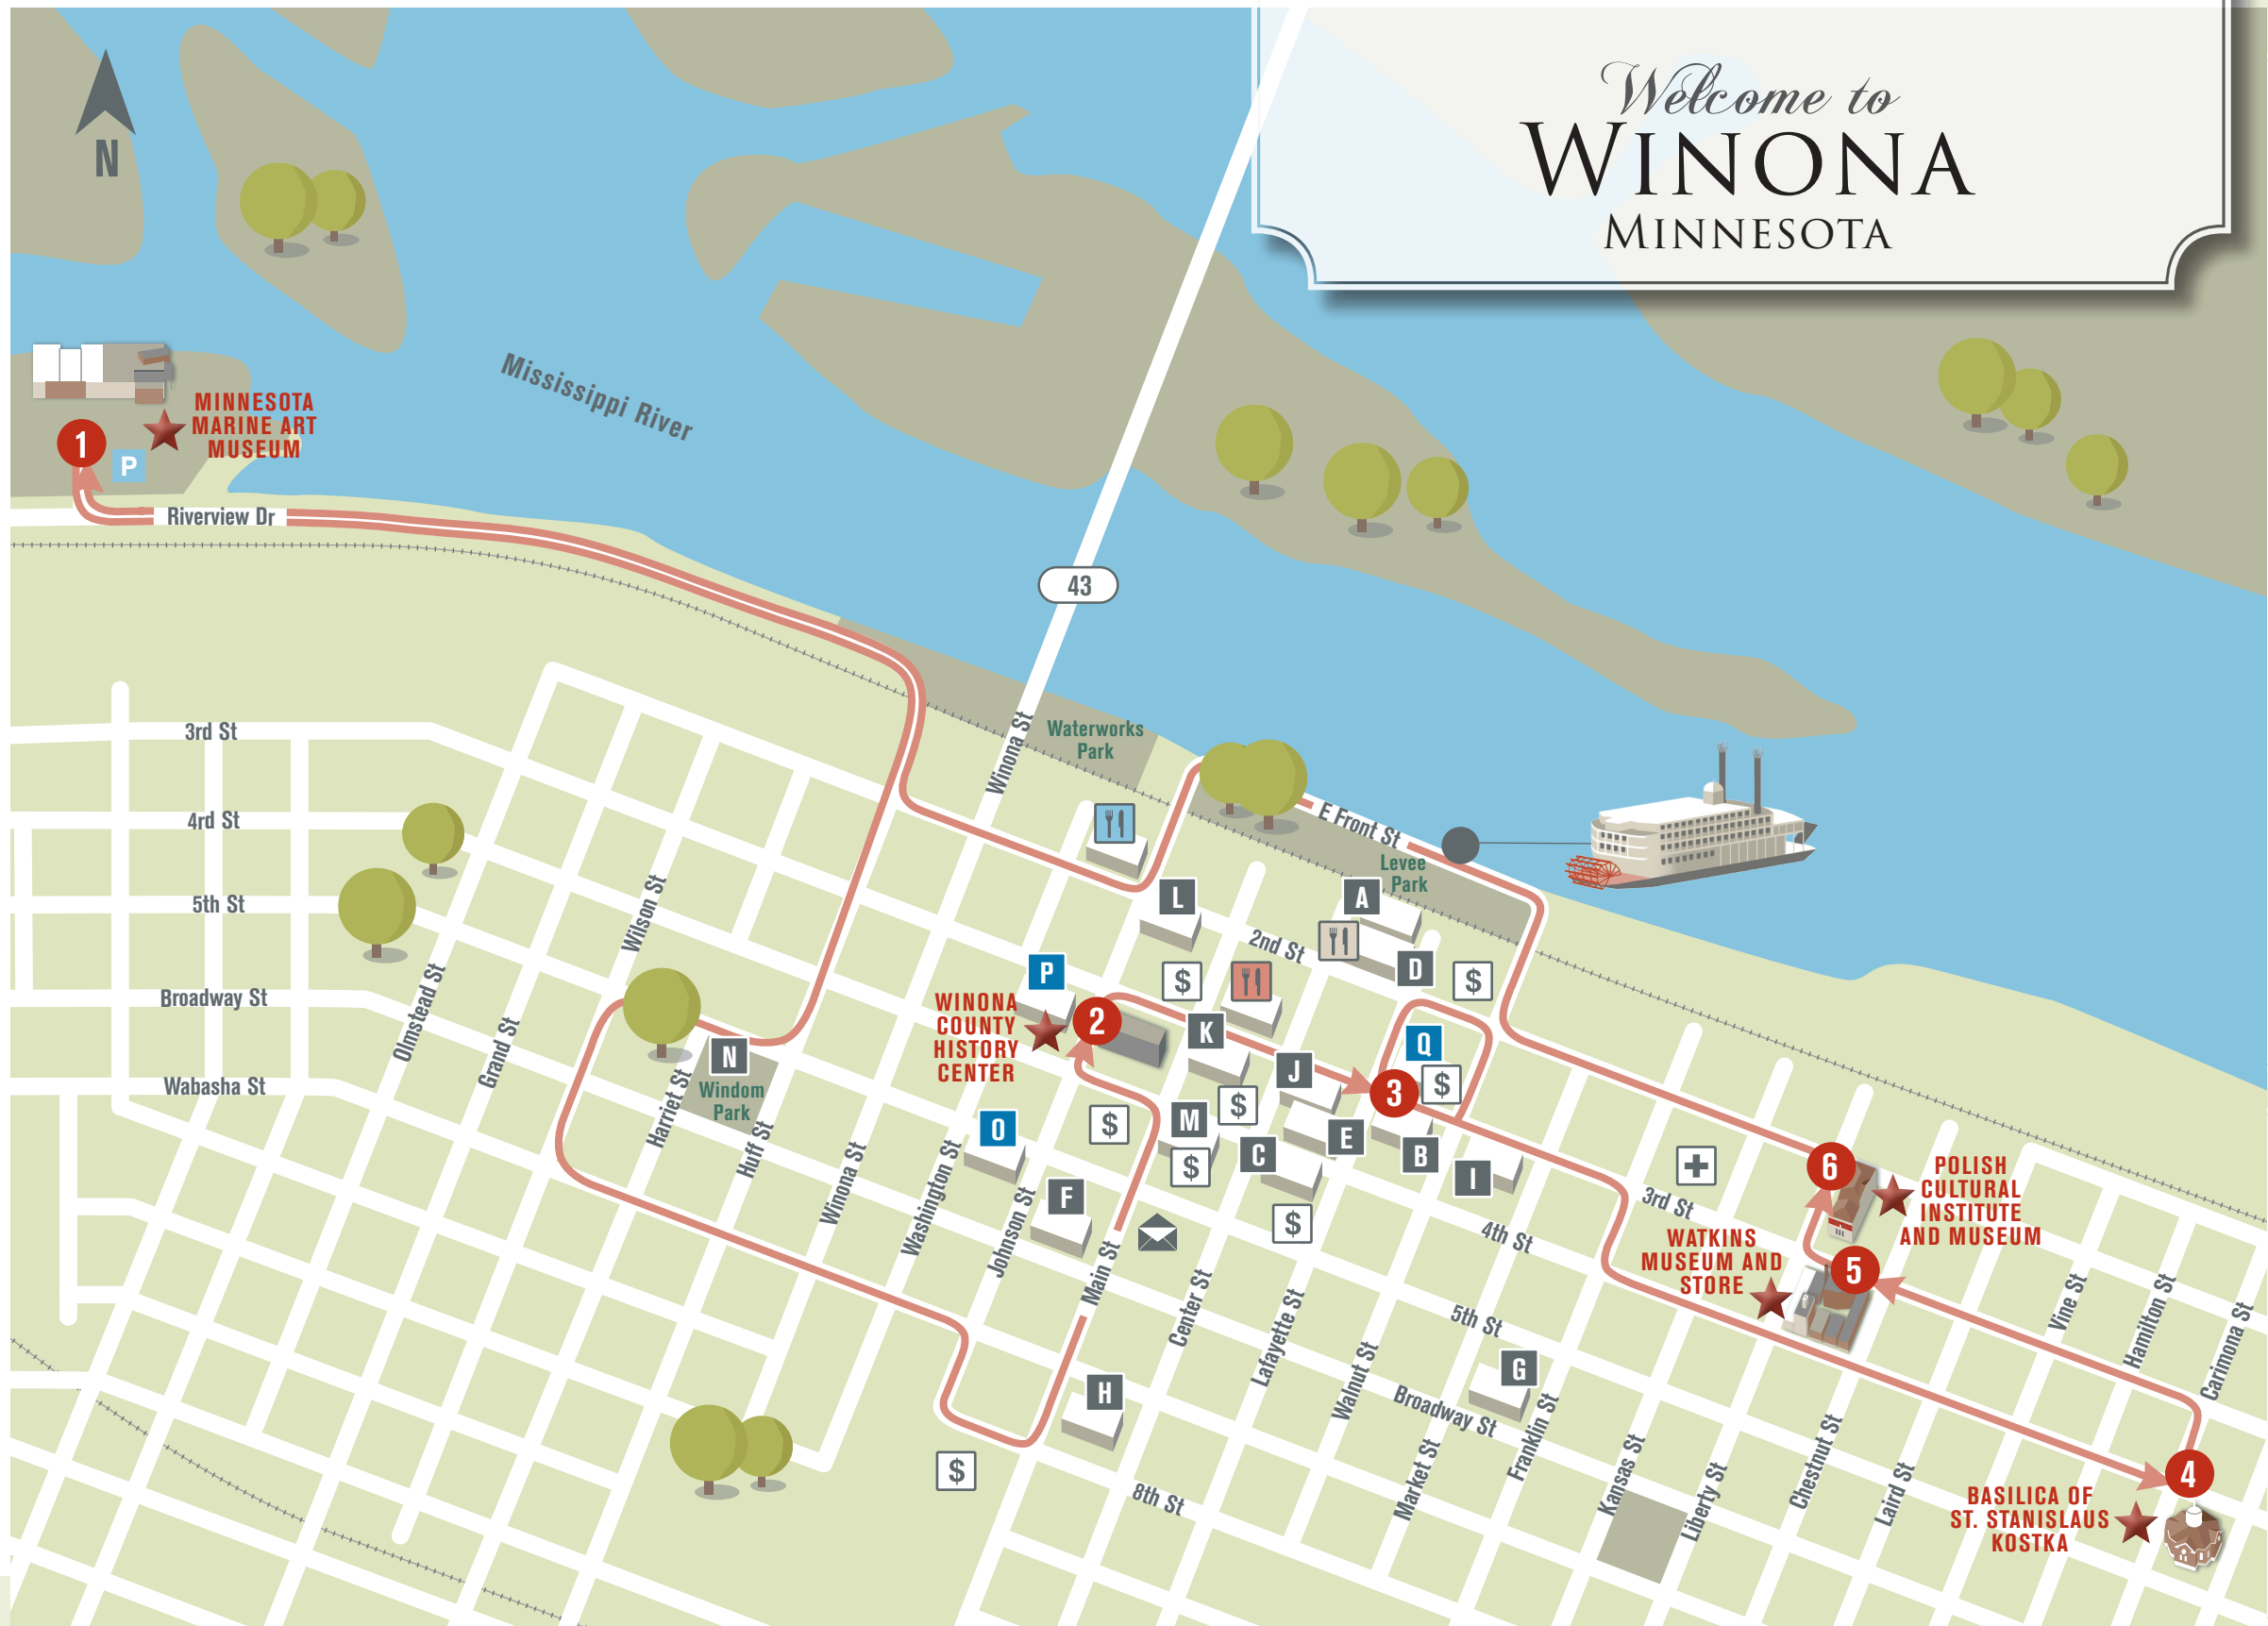 Welcome to
WINONA
MINNESOTA
N
Mississippi River
MINNESOTA
MARINE ART
MUSEUM
1
P
Riverview Dr
43
Winona St
Waterworks
Park
3rd St
4rd St
5th St
Broadway St
Wabasha St
E Front St
Levee
Park
L
A
2nd St
D
$
$
P
WINONA
COUNTY
HISTORY
CENTER
2
K
Q
J
3
$
$
M
$
$
C
E
B
I
$
N
Windom
Park
O
F
Olmstead St
Grand St
Wilson St
Harriet St
Huff St
Winona St
Washington St
Johnson St
Main St
Center St
Lafayette St
Walnut St
Market St
Franklin St
Kansas St
Liberty St
Chestnut St
Laird St
Vine St
Hamilton St
Carimona St
3rd St
4th St
5th St
Broadway St
8th St
G
H
$
6
POLISH
CULTURAL
INSTITUTE
AND MUSEUM
WATKINS
MUSEUM AND
STORE
5
4
BASILICA OF
ST. STANISLAUS
KOSTKA